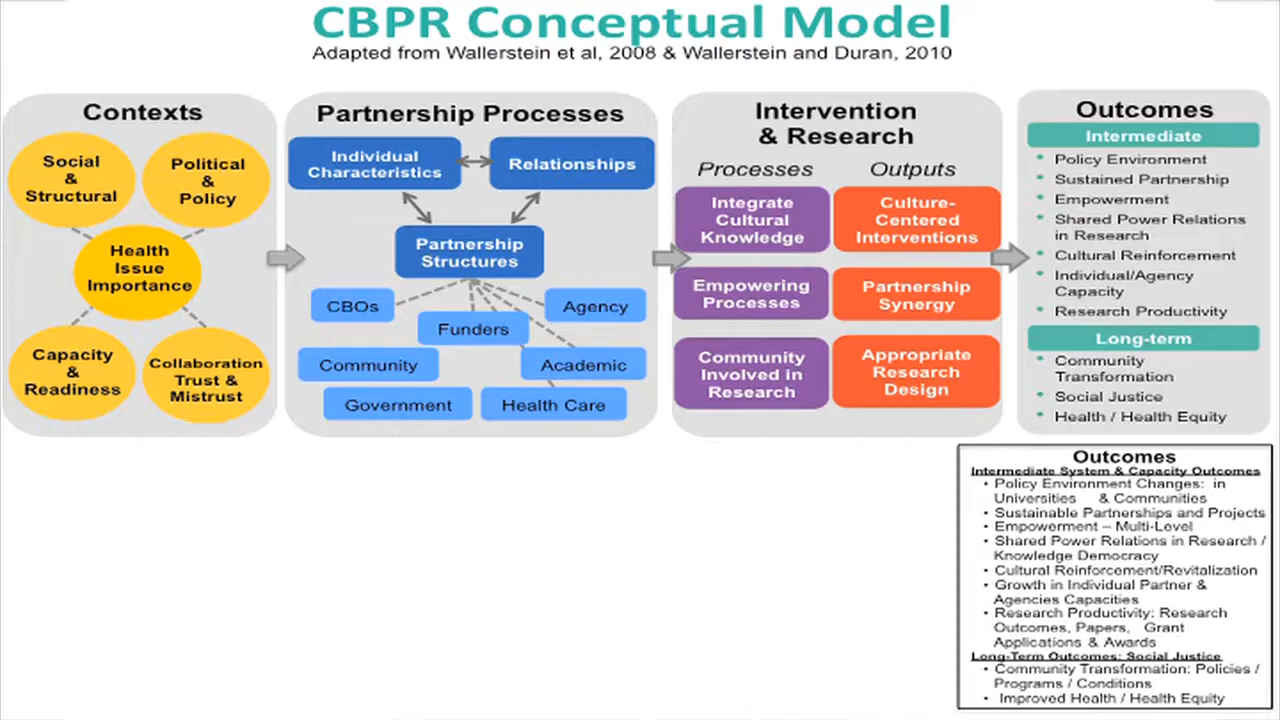 CBPR Conceptual Model
Adapted from Wallerstein et al, 2008 & Wallerstein and Duran, 2010
Contexts
Social
&
Structural
Political
&
Policy
Health
Issue
Importance
Capacity
&
Readiness
Collaboration
Trust &
Mistrust
Partnership Processes
Individual
Characteristics
Relationships
Partnership
Structures
CBOs
Agency
Funders
Community
Academic
Government
Health Care
Intervention
& Research
Processes
Outputs
Integrate
Cultural
Knowledge
Culture-
Centered
Interventions
Empowering
Processes
Partnership
Synergy
Community
Involved in
Research
Appropriate
Research
Design
Outcomes
Intermediate
• Policy Environment
• Sustained Partnership
• Empowerment
• Shared Power Relations
in Research
• Cultural Reinforcement
• Individual/Agency
Capacity
• Research Productivity
Long-term
• Community
Transformation
• Social Justice
• Health / Health Equity
Outcomes
Intermediate System & Capacity Outcomes
• Policy Environment Changes: in
Universities & Communities
• Sustainable Partnerships and Projects
• Empowerment – Multi-Level
• Shared Power Relations in Research /
Knowledge Democracy
• Cultural Reinforcement/Revitalization
• Growth in Individual Partner &
Agencies Capacities
• Research Productivity: Research
Outcomes, Papers, Grant
Applications & Awards
Long-Term Outcomes: Social Justice
• Community Transformation: Policies /
Programs / Conditions
• Improved Health / Health Equity